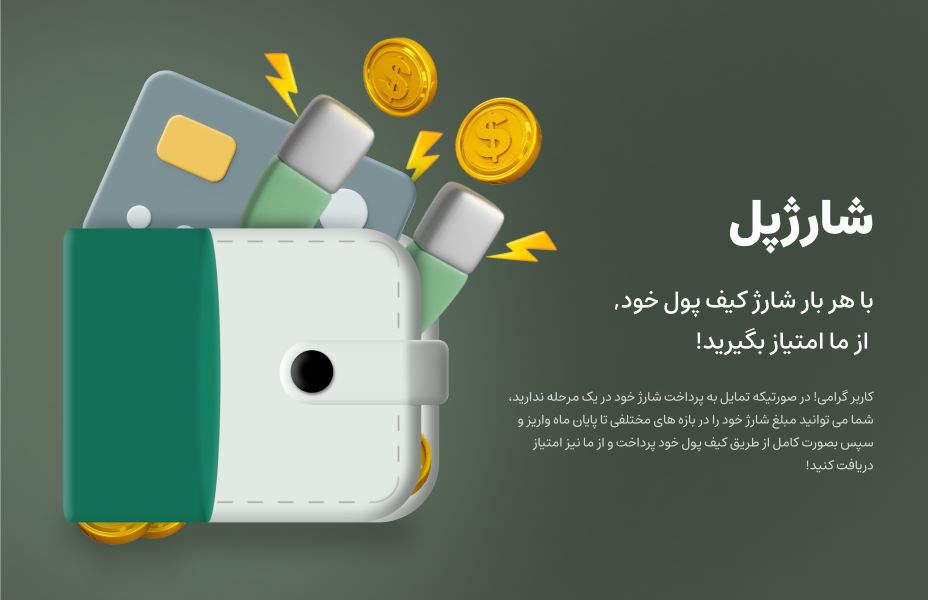 شارژپل
با هر بار شارژ کیف پول خود،
از ما امتیاز بگیرید!
کاربر گرامی! در صورتیکه تمایل به پرداخت شارژ خود در یک مرحله ندارید،
شما می توانید مبلغ شارژ خود را در بازه های مختلفی تا پایان ماه واریز و
سپس بصورت کامل از طریق کیف پول خود پرداخت و از ما نیز امتیاز
دریافت کنید!